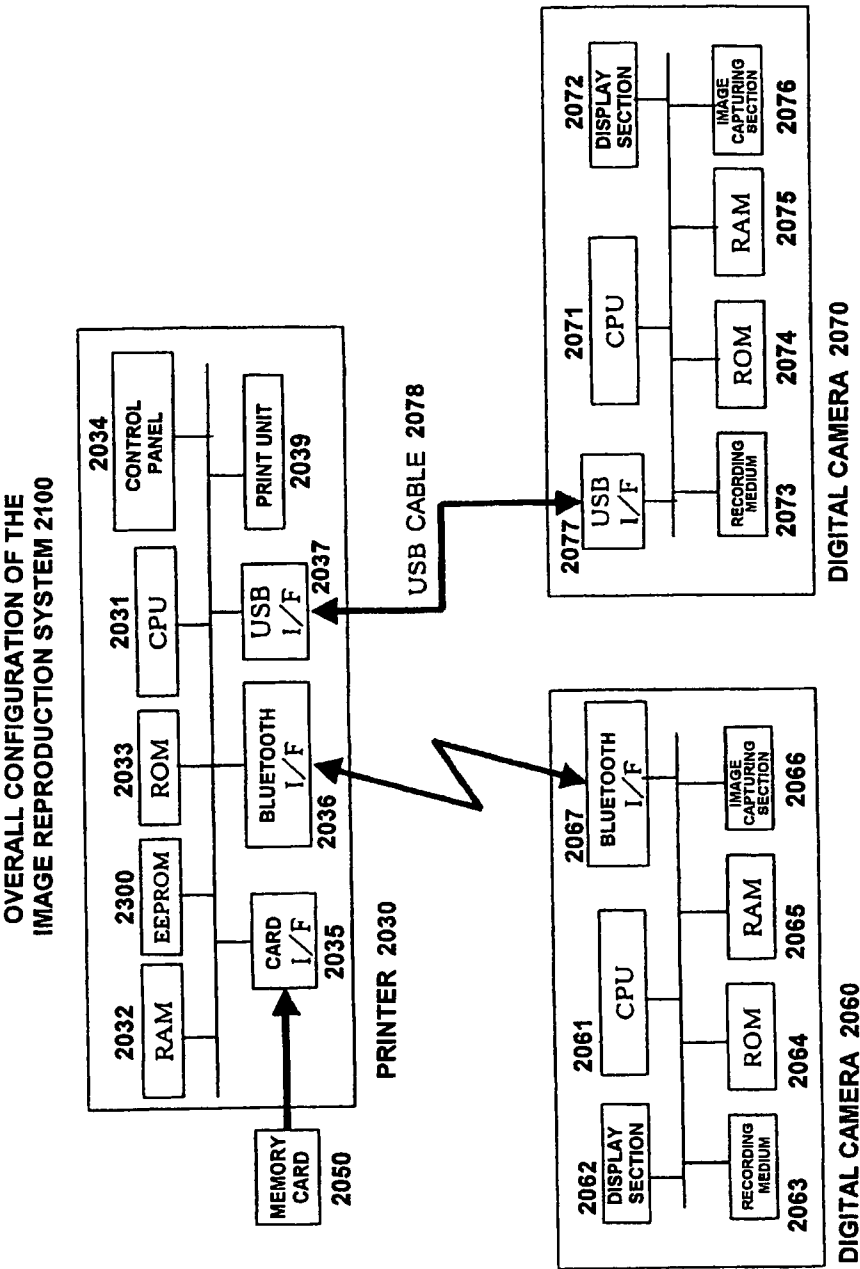 OVERALL CONFIGURATION OF THE
IMAGE REPRODUCTION SYSTEM 2100
2032
RAM
2300
EEPROM
2033
ROM
2031
CPU
2034
CONTROL
PANEL
MEMORY
CARD
2050
CARD
I/F
2035
BLUETOOTH
I/F
2036
USB
I/F
2037
PRINT UNIT
2039
PRINTER 2030
USB CABLE 2078
2062
DISPLAY
SECTION
2061
CPU
2067
BLUETOOTH
I/F
RECORDING
MEDIUM
2063
ROM
2064
RAM
2065
IMAGE
CAPTURING
SECTION
2066
DIGITAL CAMERA 2060
2077
USB
I/F
2071
CPU
2072
DISPLAY
SECTION
RECORDING
MEDIUM
2073
ROM
2074
RAM
2075
IMAGE
CAPTURING
SECTION
2076
DIGITAL CAMERA 2070